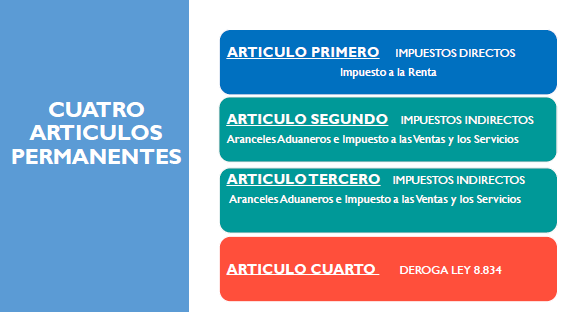 CUATRO
ARTICULOS
PERMANENTES
ARTICULO PRIMERO IMPUESTOS DIRECTOS
Impuesto a la Renta
ARTICULO SEGUNDO IMPUESTOS INDIRECTOS
Aranceles Aduaneros e Impuesto a las Ventas y los Servicios
ARTICULO TERCERO IMPUESTOS INDIRECTOS
Aranceles Aduaneros e Impuesto a las Ventas y los Servicios
ARTICULO CUARTO DEROGA LEY 8.834